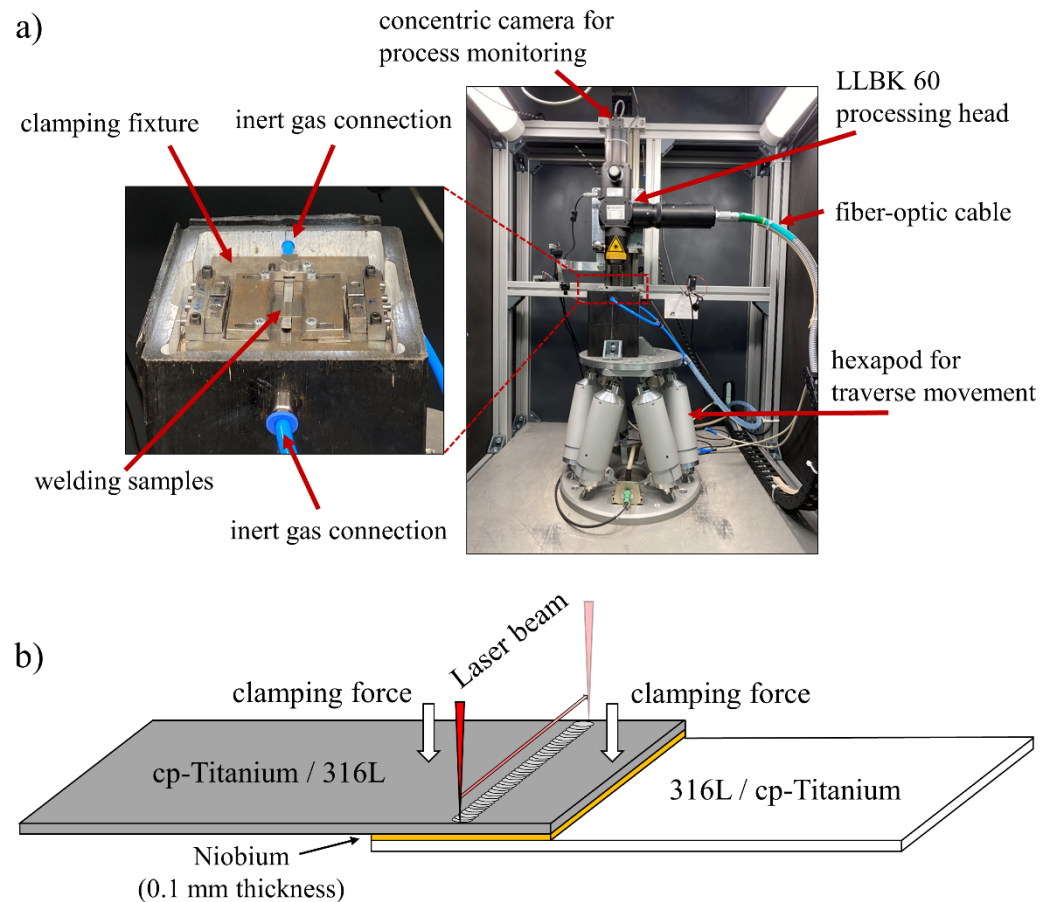 a)
concentric camera for
process monitoring
LLBK 60
processing head
clamping fixture
inert gas connection
fiber-optic cable
hexapod for
traverse movement
welding samples
inert gas connection
b)
Laser beam
clamping force
clamping force
cp-Titanium / 316L
316L / cp-Titanium
Niobium
(0.1 mm thickness)